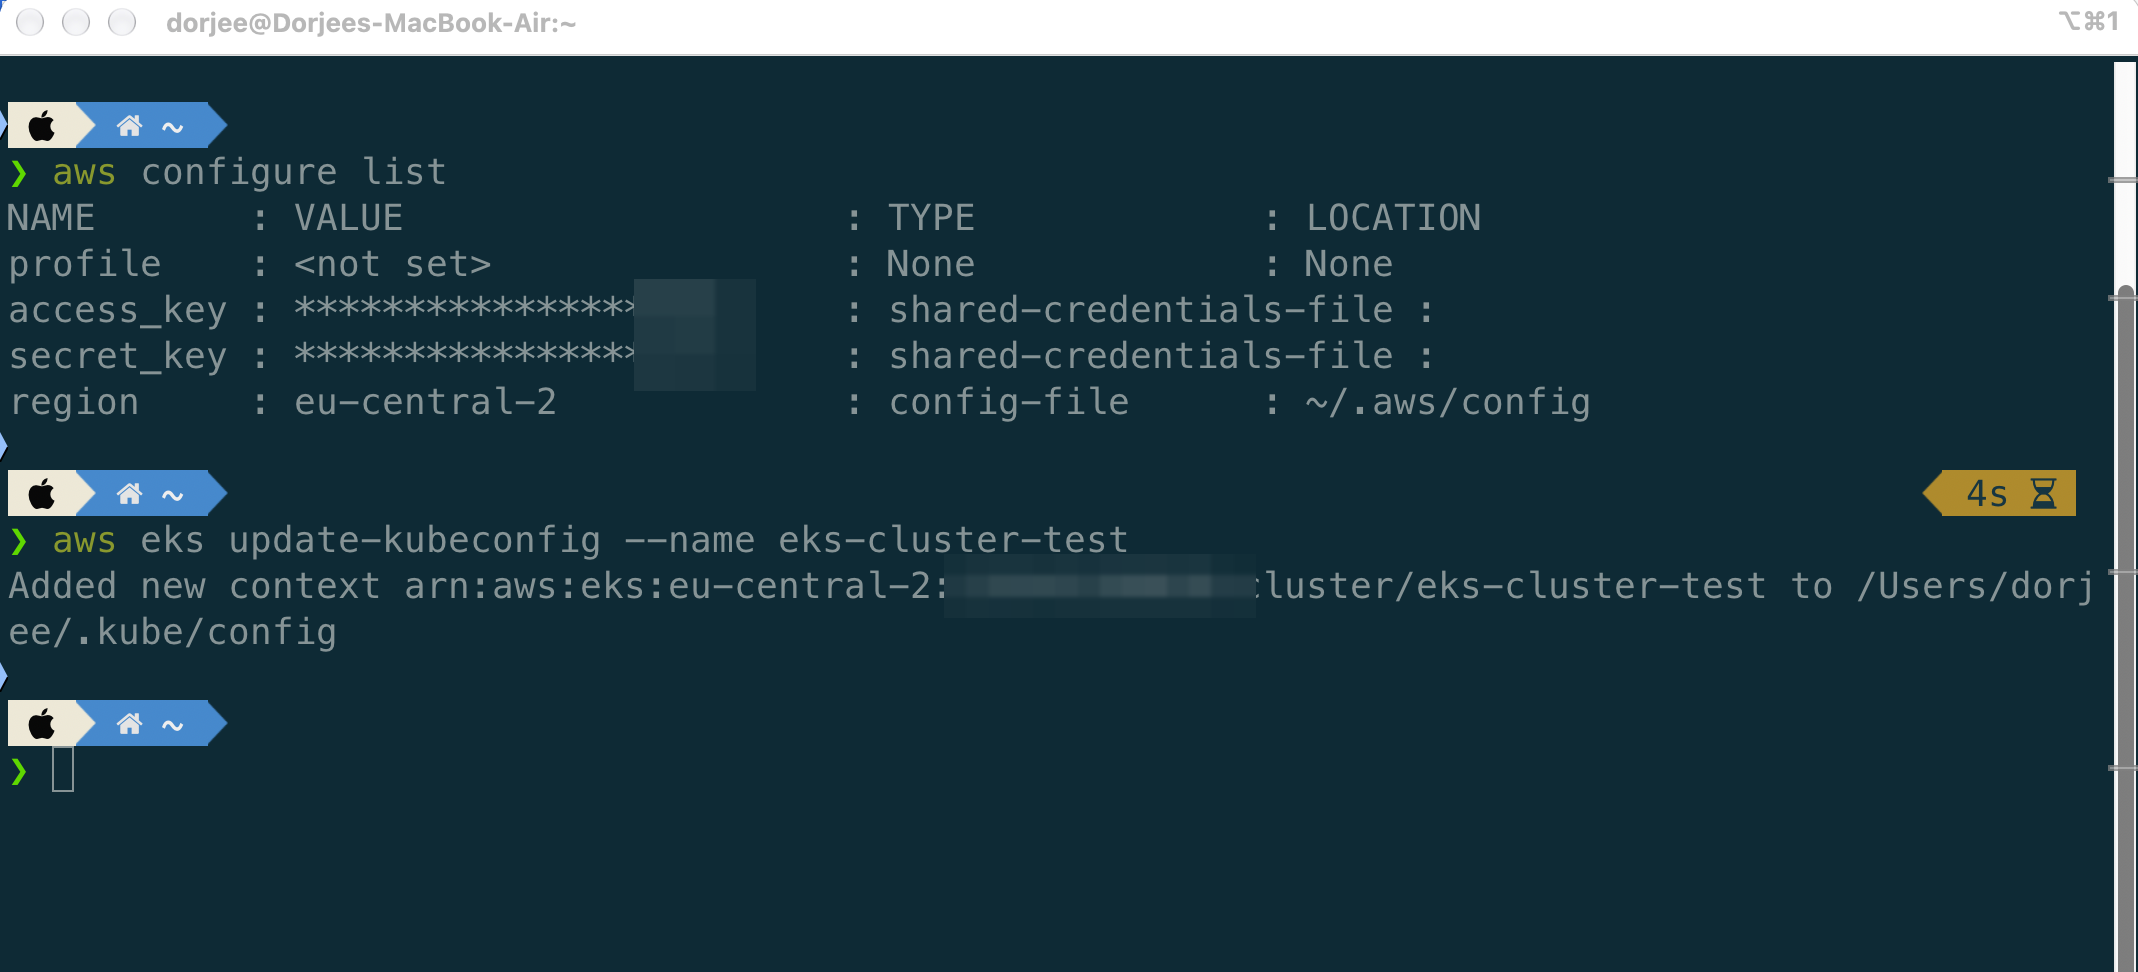 dorjee@Dorjees-MacBook-Air:~ ⌥⌘1
~
❯ aws configure list
NAME : VALUE : TYPE : LOCATION
profile : <not set> : None : None
access_key : **************** : shared-credentials-file :
secret_key : **************** : shared-credentials-file :
region : eu-central-2 : config-file : ~/.aws/config
~ 4s
❯ aws eks update-kubeconfig --name eks-cluster-test
Added new context arn:aws:eks:eu-central-2: cluster/eks-cluster-test to /Users/dorj
ee/.kube/config
~
❯